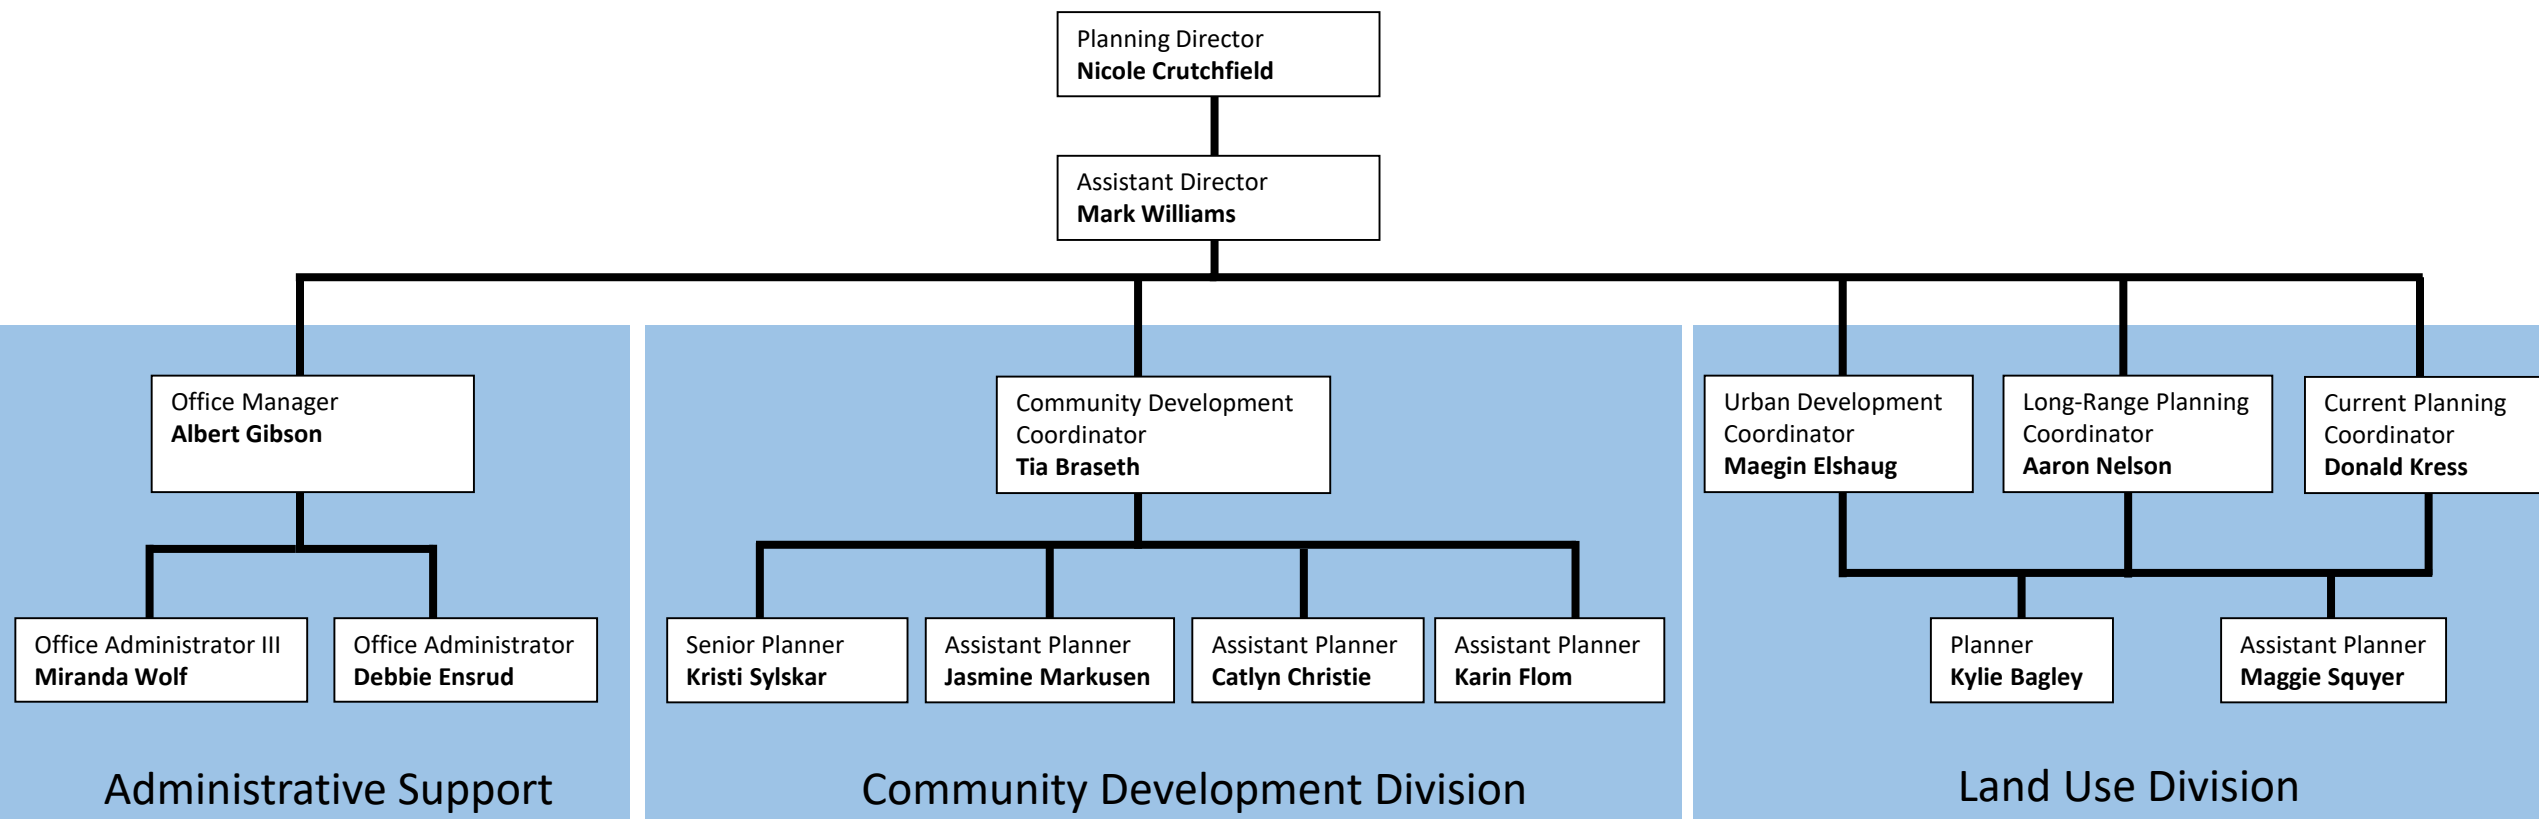 Planning Director
Nicole Crutchfield
Assistant Director
Mark Williams
Office Manager
Albert Gibson
Community Development
Coordinator
Tia Braseth
Urban Development
Coordinator
Maegin Elshaug
Long-Range Planning
Coordinator
Aaron Nelson
Current Planning
Coordinator
Donald Kress
Office Administrator III
Miranda Wolf
Office Administrator
Debbie Ensrud
Senior Planner
Kristi Sylskar
Assistant Planner
Jasmine Markusen
Assistant Planner
Catlyn Christie
Assistant Planner
Karin Flom
Planner
Kylie Bagley
Assistant Planner
Maggie Squyer
Administrative Support
Community Development Division
Land Use Division